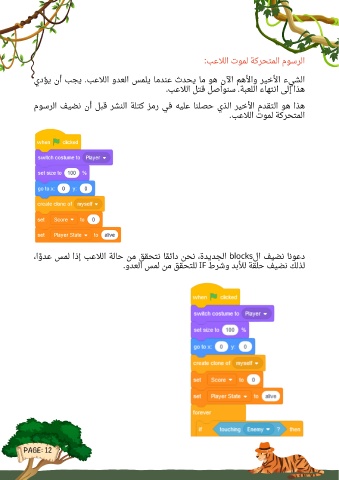 الرسوم المتحركة لموت اللاعب:
الشيء الأخير والأهم الآن هو ما يحدث عندما يلمس العدو اللاعب. يجب أن يؤدي
هذا إلى انتهاء اللعبة. سنواصل قتل اللاعب.
هذا هو التقدم الأخير الذي حصلنا عليه في رمز كتلة النشر قبل أن نضيف الرسوم
المتحركة لموت اللاعب.
when clicked
switch costume to Player
set size to 100 %
go to x: 0 y: 0
create clone of myself
set Score to 0
set Player State to alive
دعونا نضيف الـ blocks الجديدة، نحن دائمًا نتحقق من حالة اللاعب إذا لمس عدوًا،
لذلك نضيف حلقة للأبد وشرط IF للتحقق من لمس العدو.
when clicked
switch costume to Player
set size to 100 %
go to x: 0 y: 0
create clone of myself
set Score to 0
set Player State to alive
forever
if touching Enemy ? then
PAGE: 12